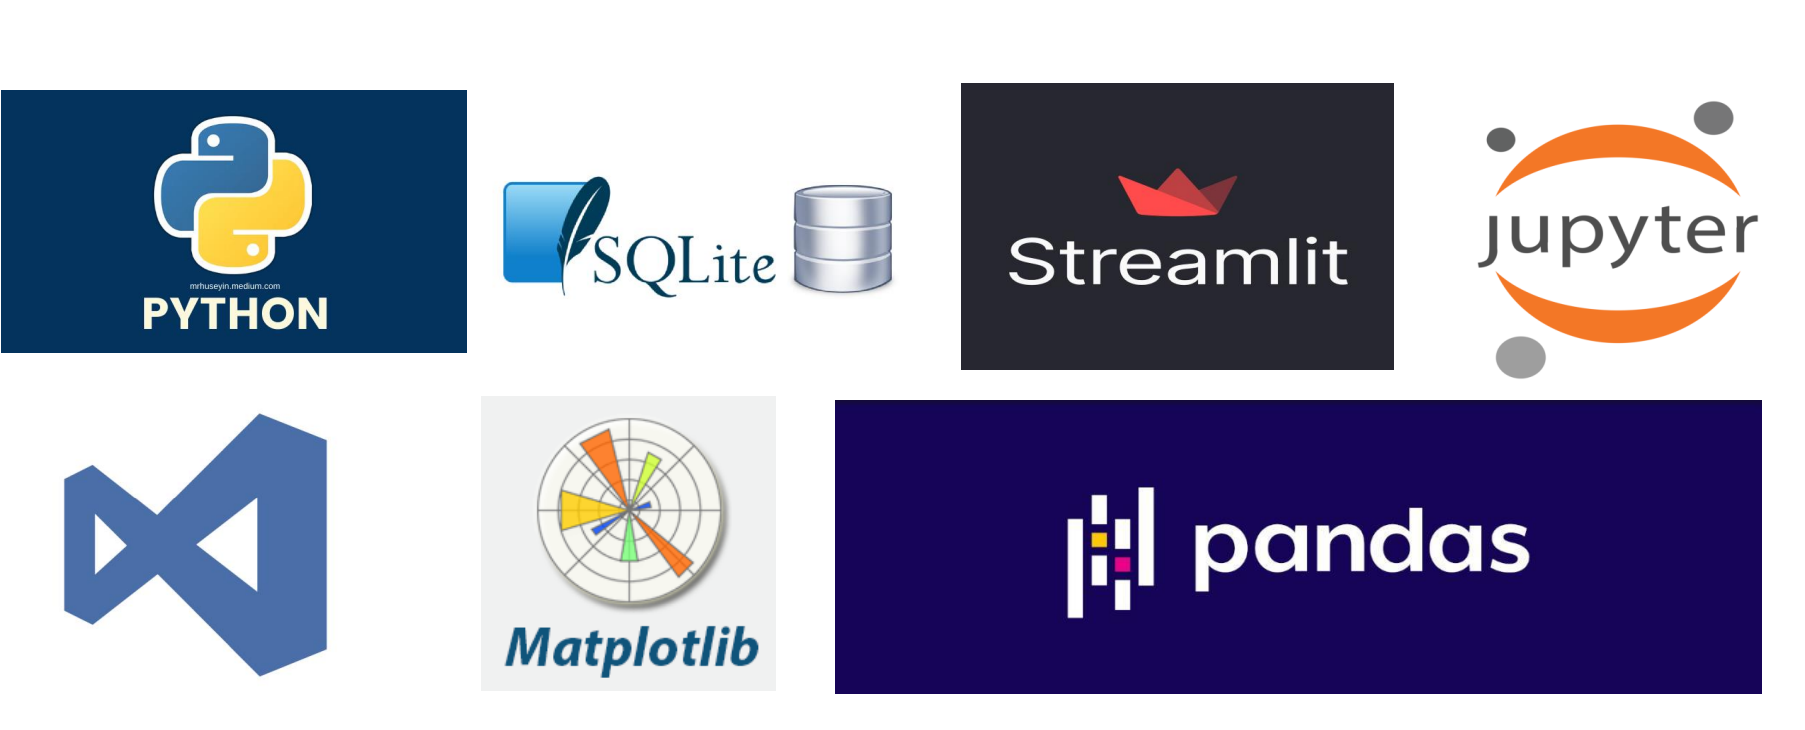 mrhuseyin.medium.com
PYTHON
SQLite
Streamlit
jupyter
Matplotlib
pandas